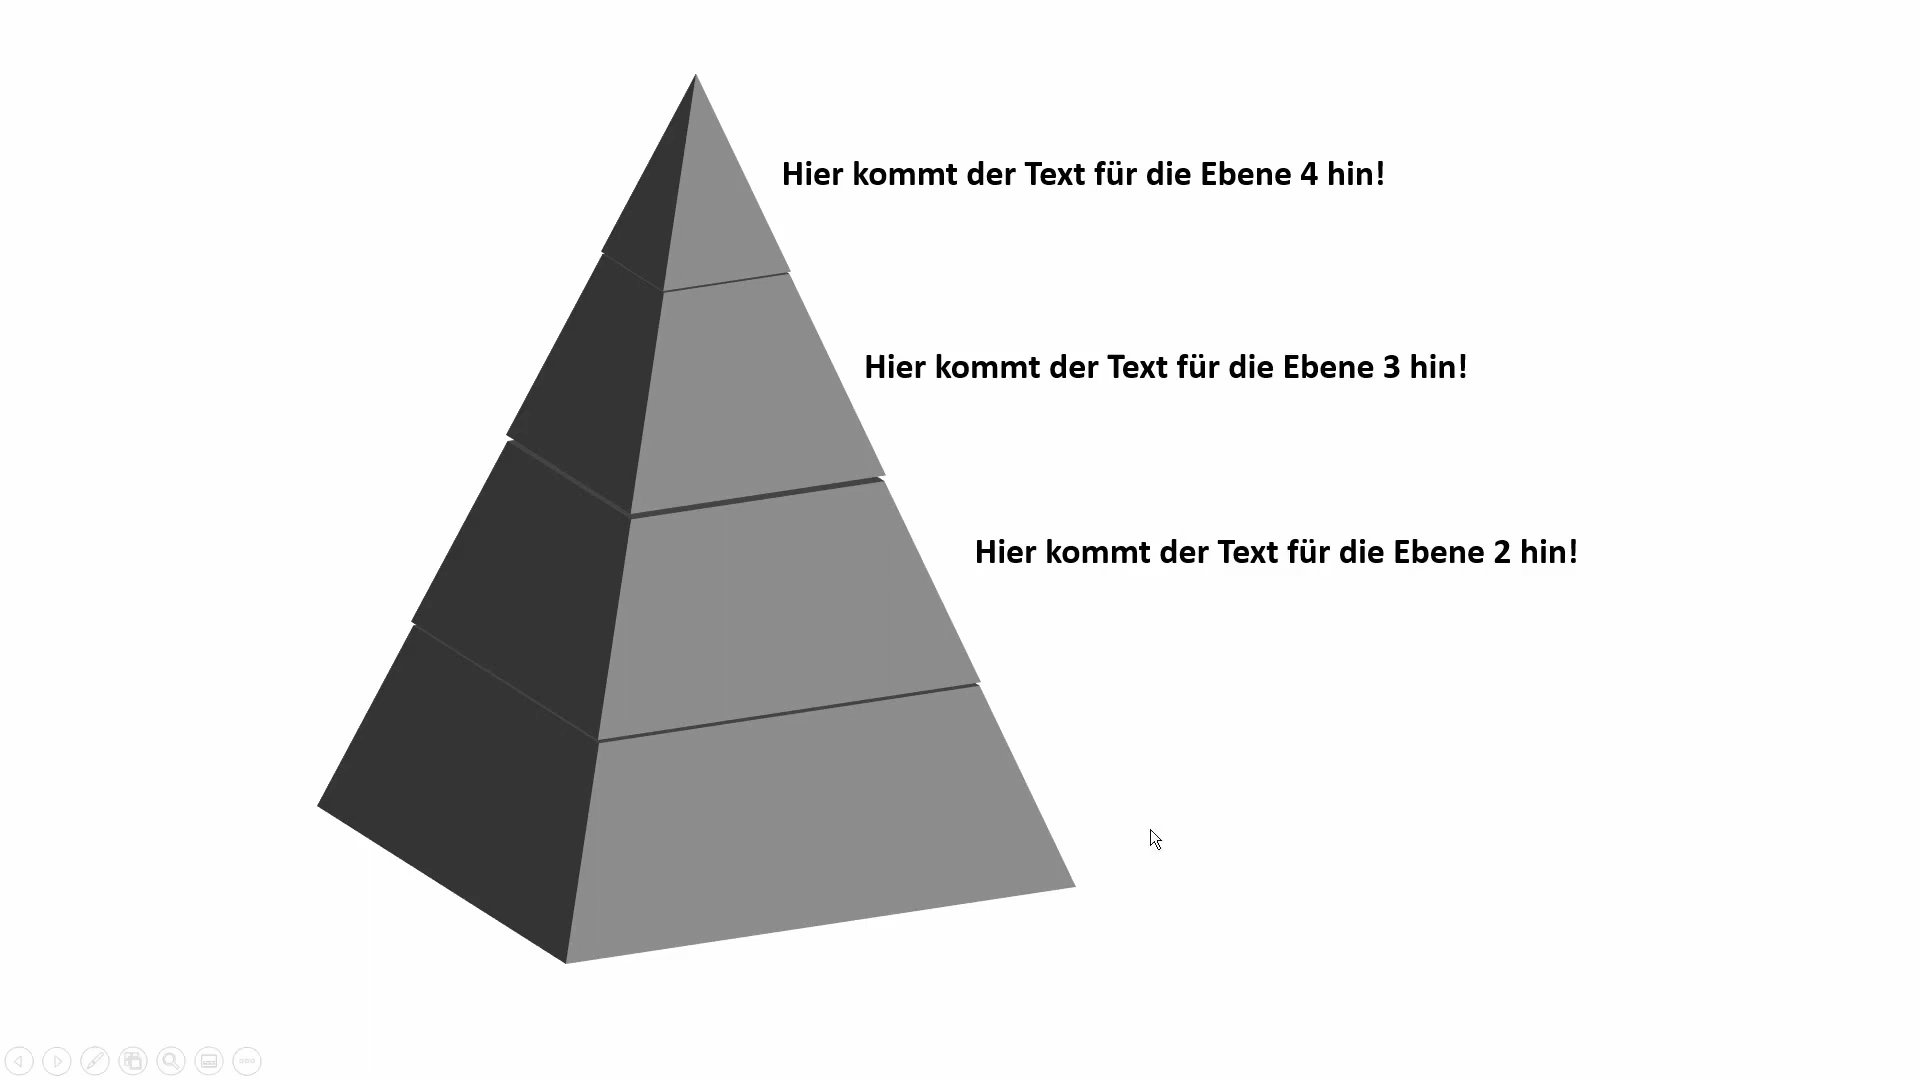 Hier kommt der Text für die Ebene 4 hin!
Hier kommt der Text für die Ebene 3 hin!
Hier kommt der Text für die Ebene 2 hin!